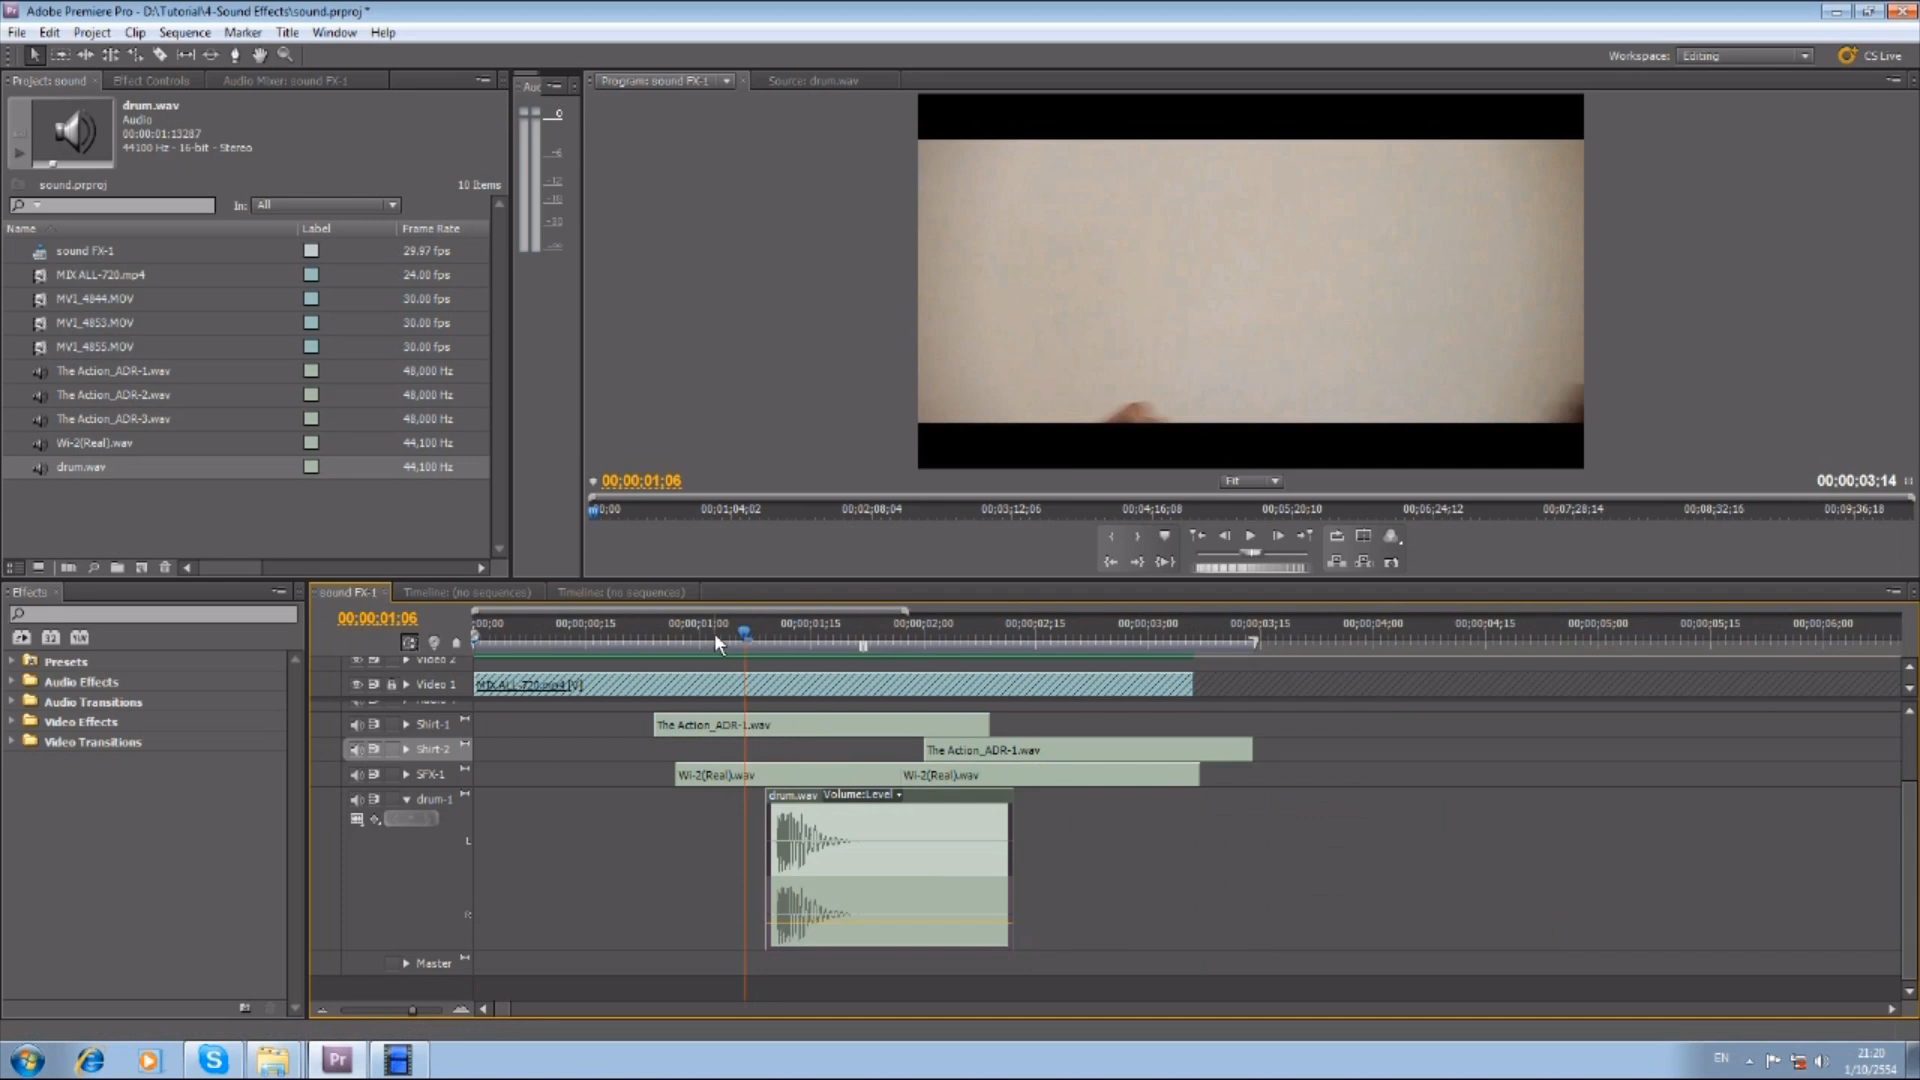 Adobe Premiere Pro - D:\Tutorial\4-Sound Effects\sound.prproj *
File Edit Project Clip Sequence Marker Title Window Help
Workspace: Editing CS Live
Project: sound Effect Controls Audio Mixer: sound FX-1
Program: sound FX-1 Source: drum.wav
drum.wav
Audio
00:00:01:13287
44100 Hz - 16-bit - Stereo
sound.prproj 10 Items
In: All
Name Label Frame Rate
sound FX-1 29.97 fps
MIX ALL-720.mp4 24.00 fps
MVI_4844.MOV 30.00 fps
MVI_4853.MOV 30.00 fps
MVI_4855.MOV 30.00 fps
The Action_ADR-1.wav 48,000 Hz
The Action_ADR-2.wav 48,000 Hz
The Action_ADR-3.wav 48,000 Hz
Wi-2(Real).wav 44,100 Hz
drum.wav 44,100 Hz
0
-6
-12
-30
00;00;01;06 Fit 00;00;03;14
00;00 00;01;04;02 00;02;08;04 00;03;12;06 00;04;16;08 00;05;20;10 00;06;24;12 00;07;28;14 00;08;32;16 00;09;36;18
Effects
Presets
Audio Effects
Audio Transitions
Video Effects
Video Transitions
sound FX-1 Timeline: (no sequences) Timeline: (no sequences)
00;00;01;06
;00;00 00;00;00;15 00;00;01;00 00;00;01;15 00;00;02;00 00;00;02;15 00;00;03;00 00;00;03;15 00;00;04;00 00;00;04;15 00;00;05;00 00;00;05;15 00;00;06;00
Video 2
Video 1 MIX ALL-720.mp4 [V]
Shirt-1 The Action_ADR-1.wav
Shirt-2 The Action_ADR-1.wav
SFX-1 Wi-2(Real).wav Wi-2(Real).wav
drum-1 drum.wav Volume:Level
L
R
Master
EN
21:20
1/10/2554